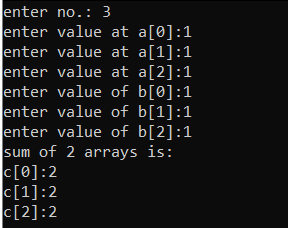 enter no.: 3
enter value at a[0]:1
enter value at a[1]:1
enter value at a[2]:1
enter value of b[0]:1
enter value of b[1]:1
enter value of b[2]:1
sum of 2 arrays is:
c[0]:2
c[1]:2
c[2]:2